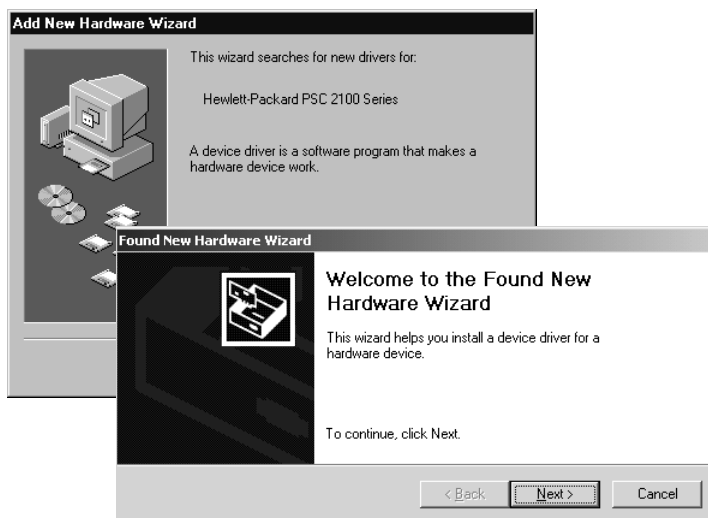 Add New Hardware Wizard
This wizard searches for new drivers for:
Hewlett-Packard PSC 2100 Series
A device driver is a software program that makes a
hardware device work.
Found New Hardware Wizard
Welcome to the Found New
Hardware Wizard
This wizard helps you install a device driver for a
hardware device.
To continue, click Next.
< Back Next > Cancel